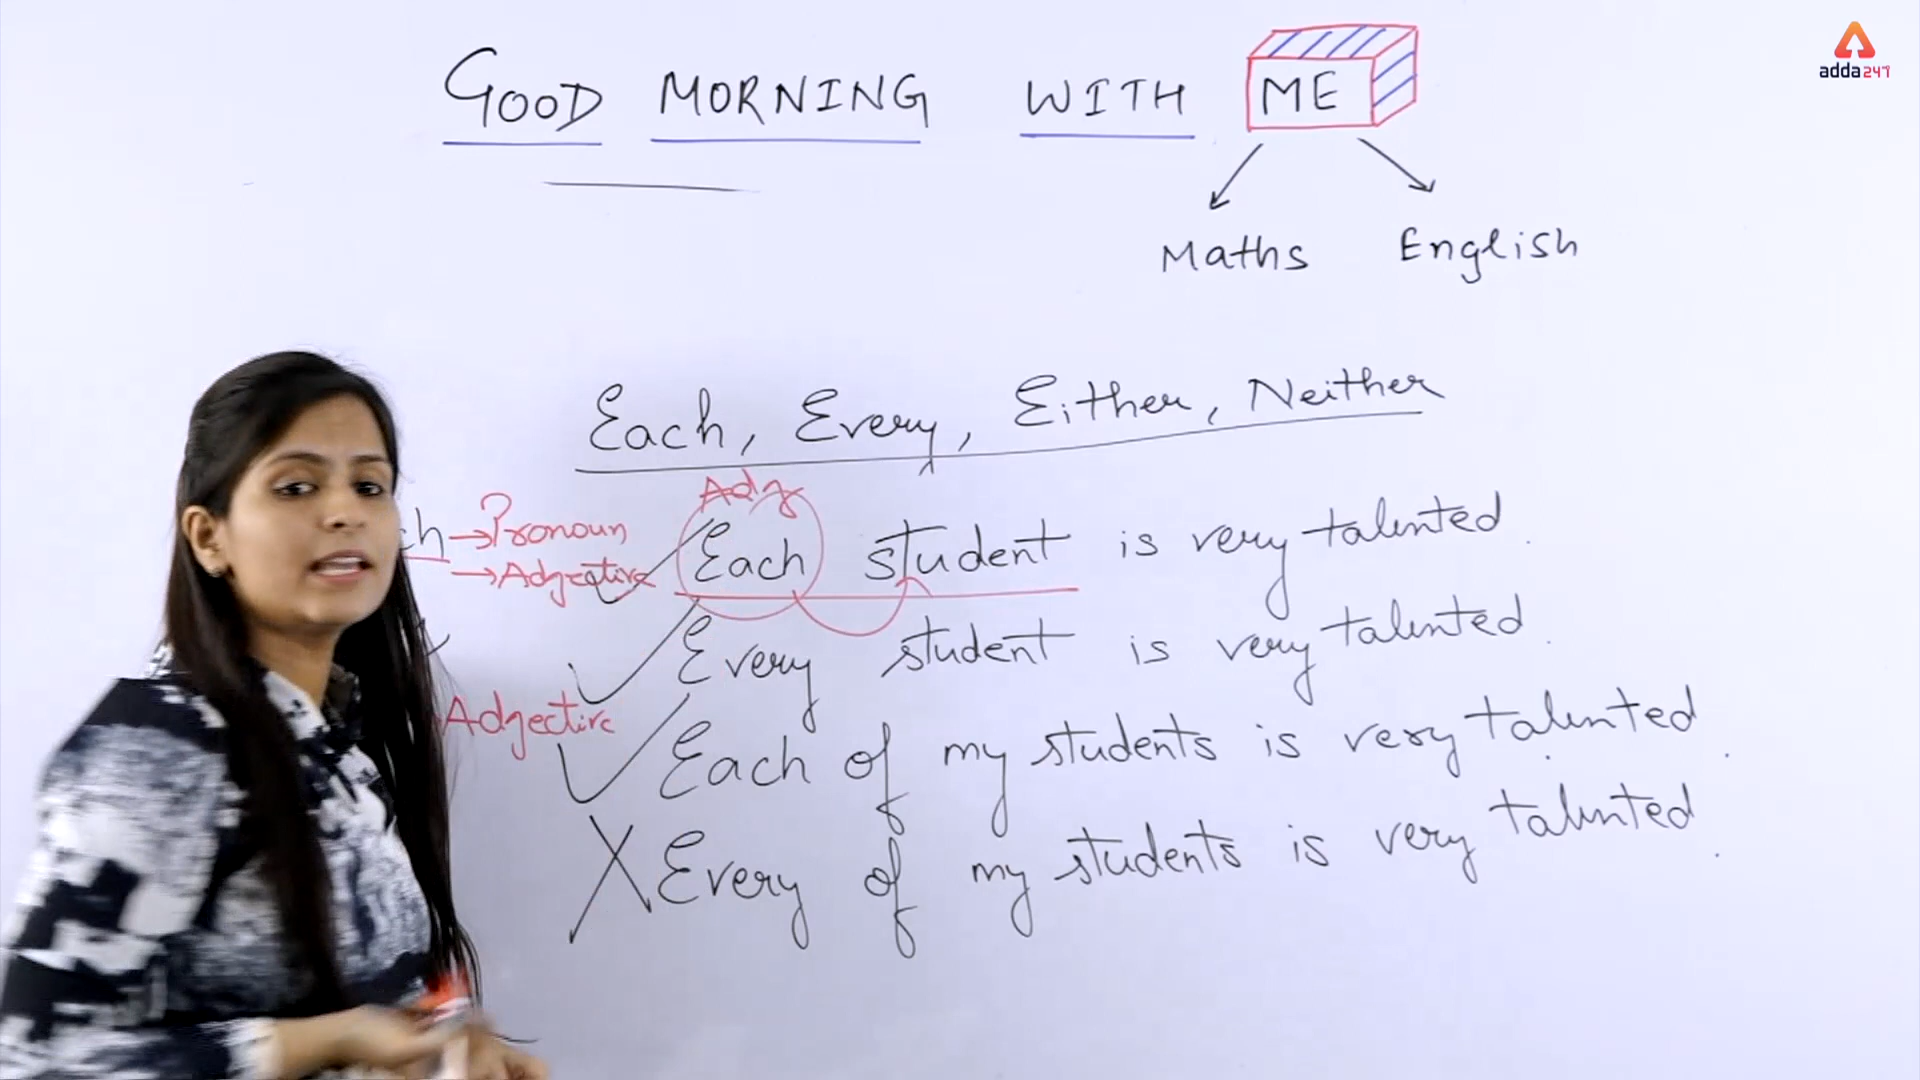 GOOD MORNING WITH ME
adda247
Maths English
Each, Every, Either, Neither
Adj
→ Pronoun
→ Adjective
Each student is very talented.
Every student is very talented.
Adjective
Each of my students is very talented.
Every of my students is very talented.